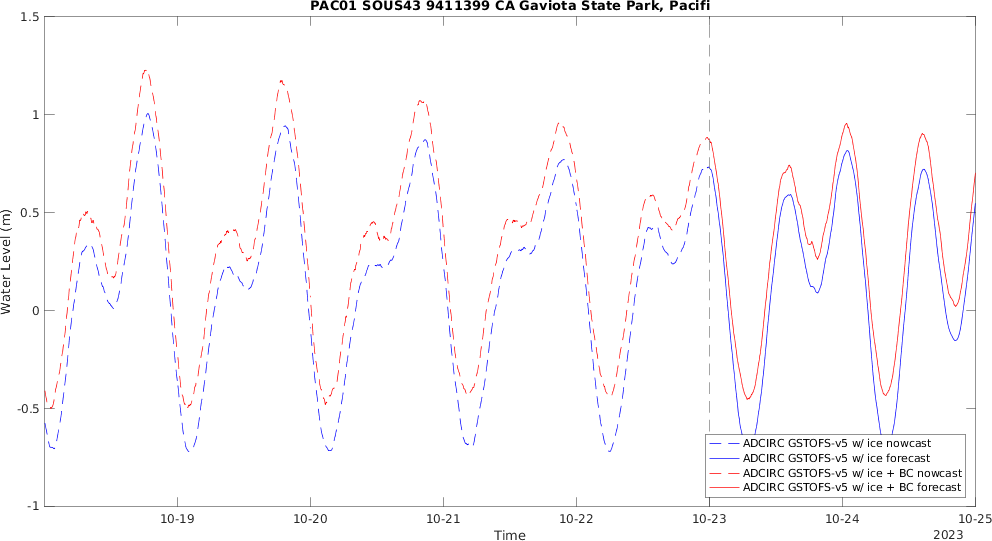 PAC01 SOUS43 9411399 CA Gaviota State Park, Pacifi
1.5
1
0.5
0
-0.5
-1
Water Level (m)
10-19
10-20
10-21
10-22
10-23
10-24
10-25
Time
2023
ADCIRC GSTOFS-v5 w/ ice nowcast
ADCIRC GSTOFS-v5 w/ ice forecast
ADCIRC GSTOFS-v5 w/ ice + BC nowcast
ADCIRC GSTOFS-v5 w/ ice + BC forecast